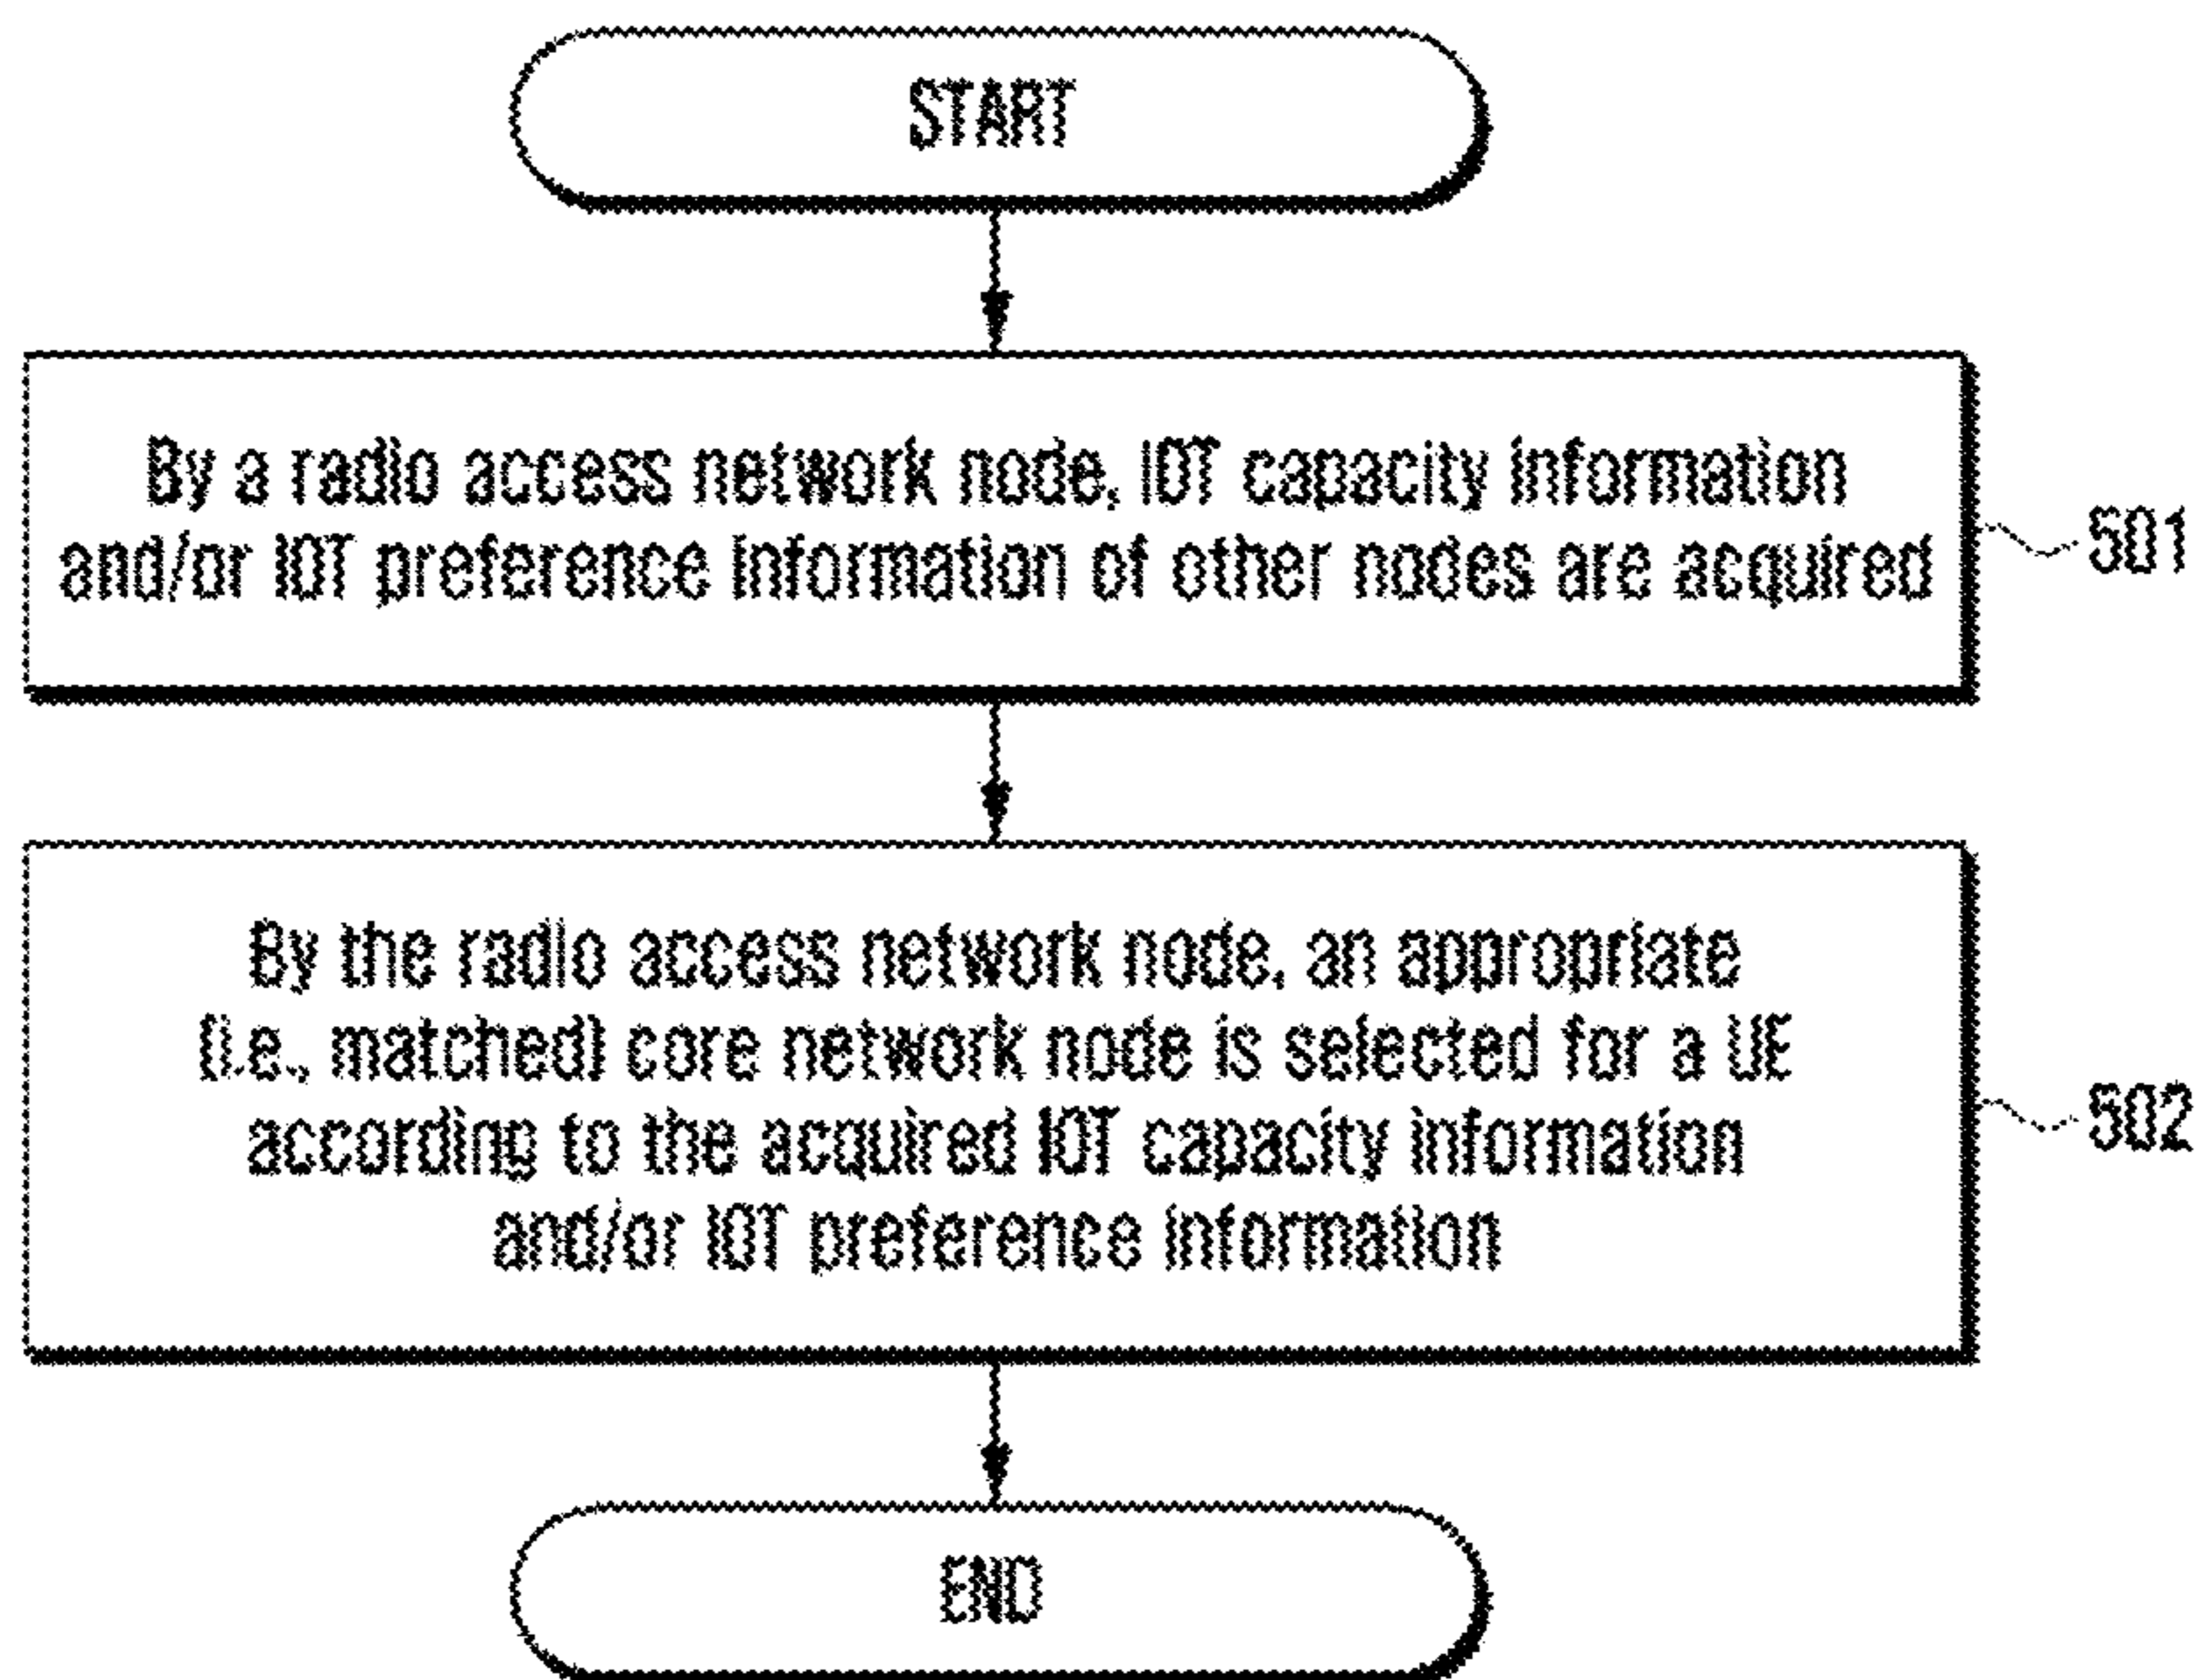 START
By a radio access network node, IOT capacity information
and/or IOT preference information of other nodes are acquired
501
By the radio access network node, an appropriate
(i.e., matched) core network node is selected for a UE
according to the acquired IOT capacity information
and/or IOT preference information
502
END